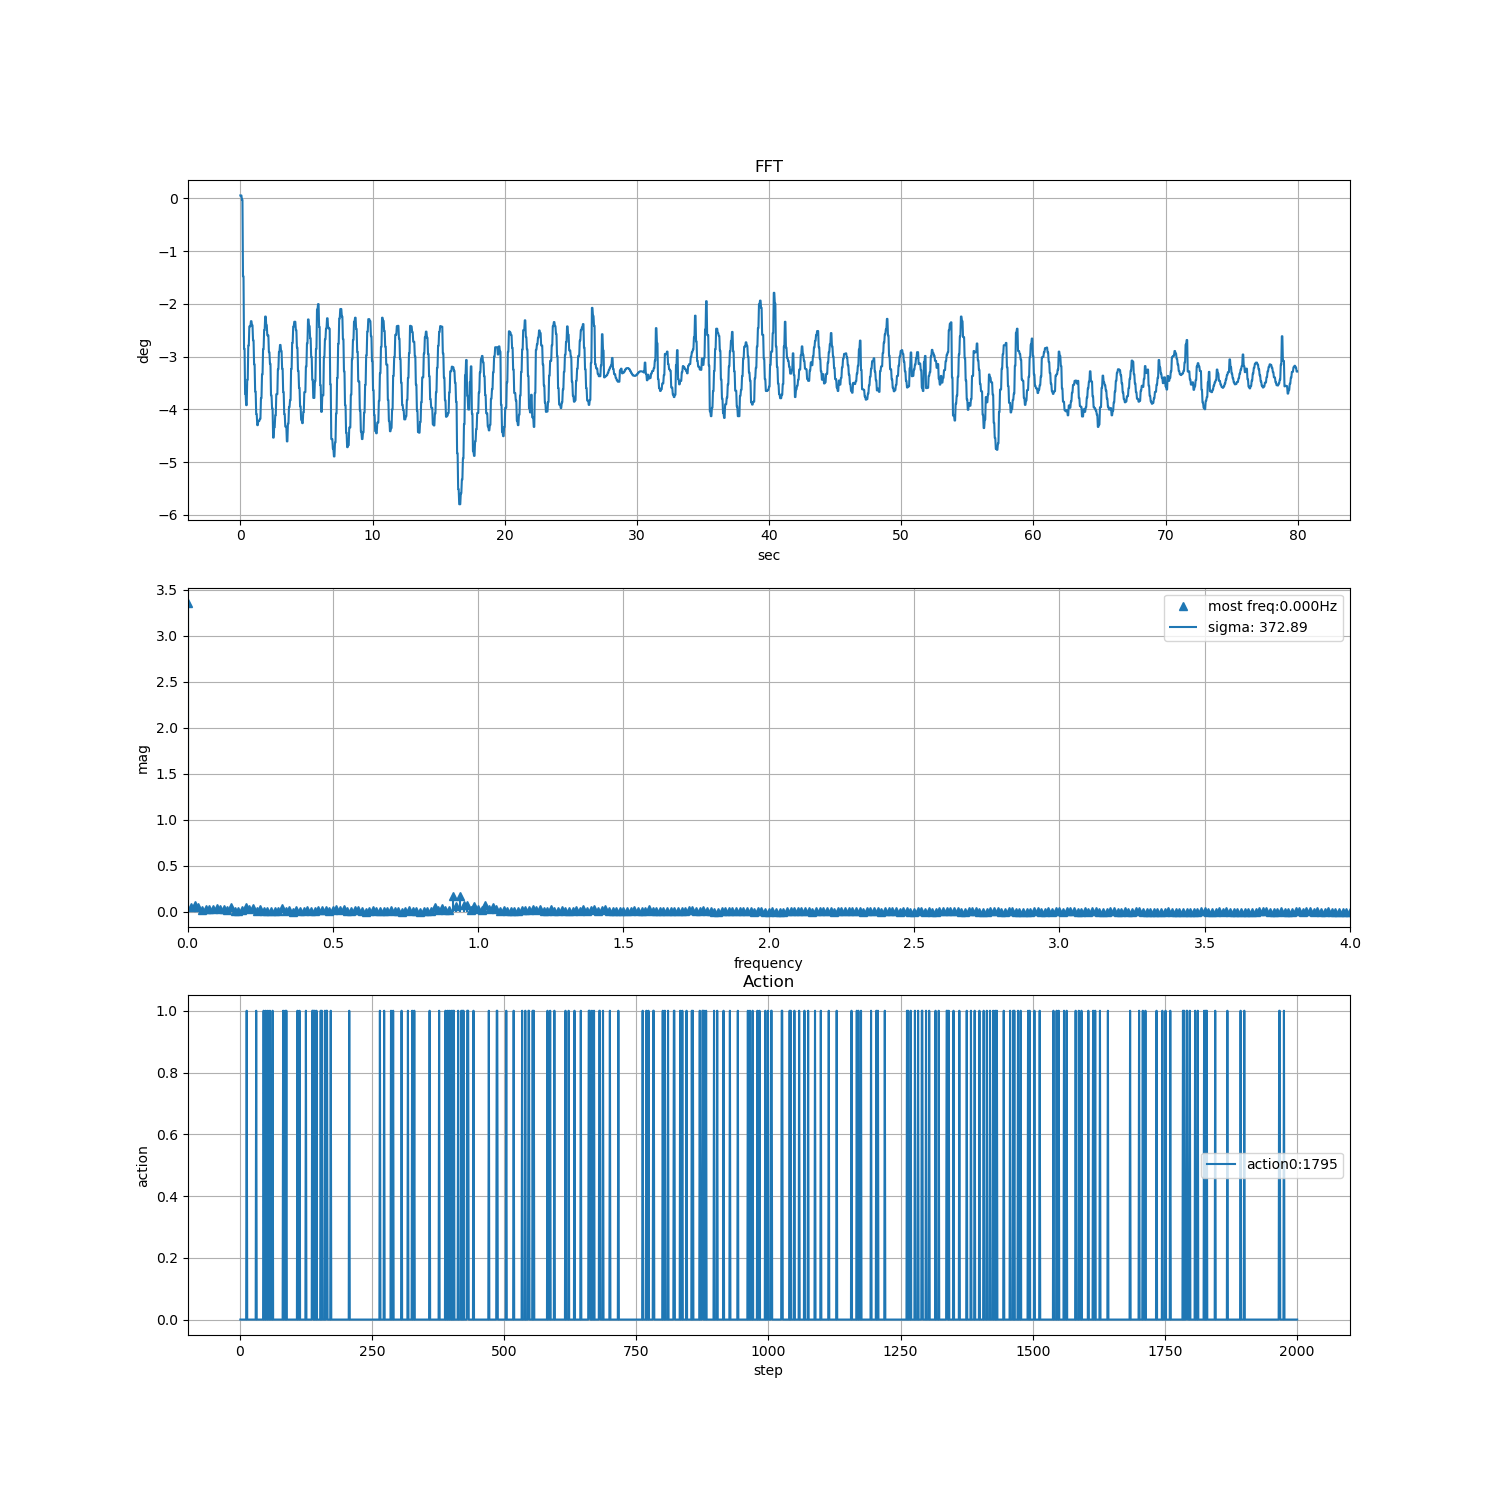 FFT
0
−1
−2
−3
−4
−5
−6
deg
0 10 20 30 40 50 60 70 80
sec
3.5
3.0
2.5
2.0
1.5
1.0
0.5
0.0
mag
most freq:0.000Hz
sigma: 372.89
0.0 0.5 1.0 1.5 2.0 2.5 3.0 3.5 4.0
frequency
Action
1.0
0.8
0.6
0.4
0.2
0.0
action
action0:1795
0 250 500 750 1000 1250 1500 1750 2000
step